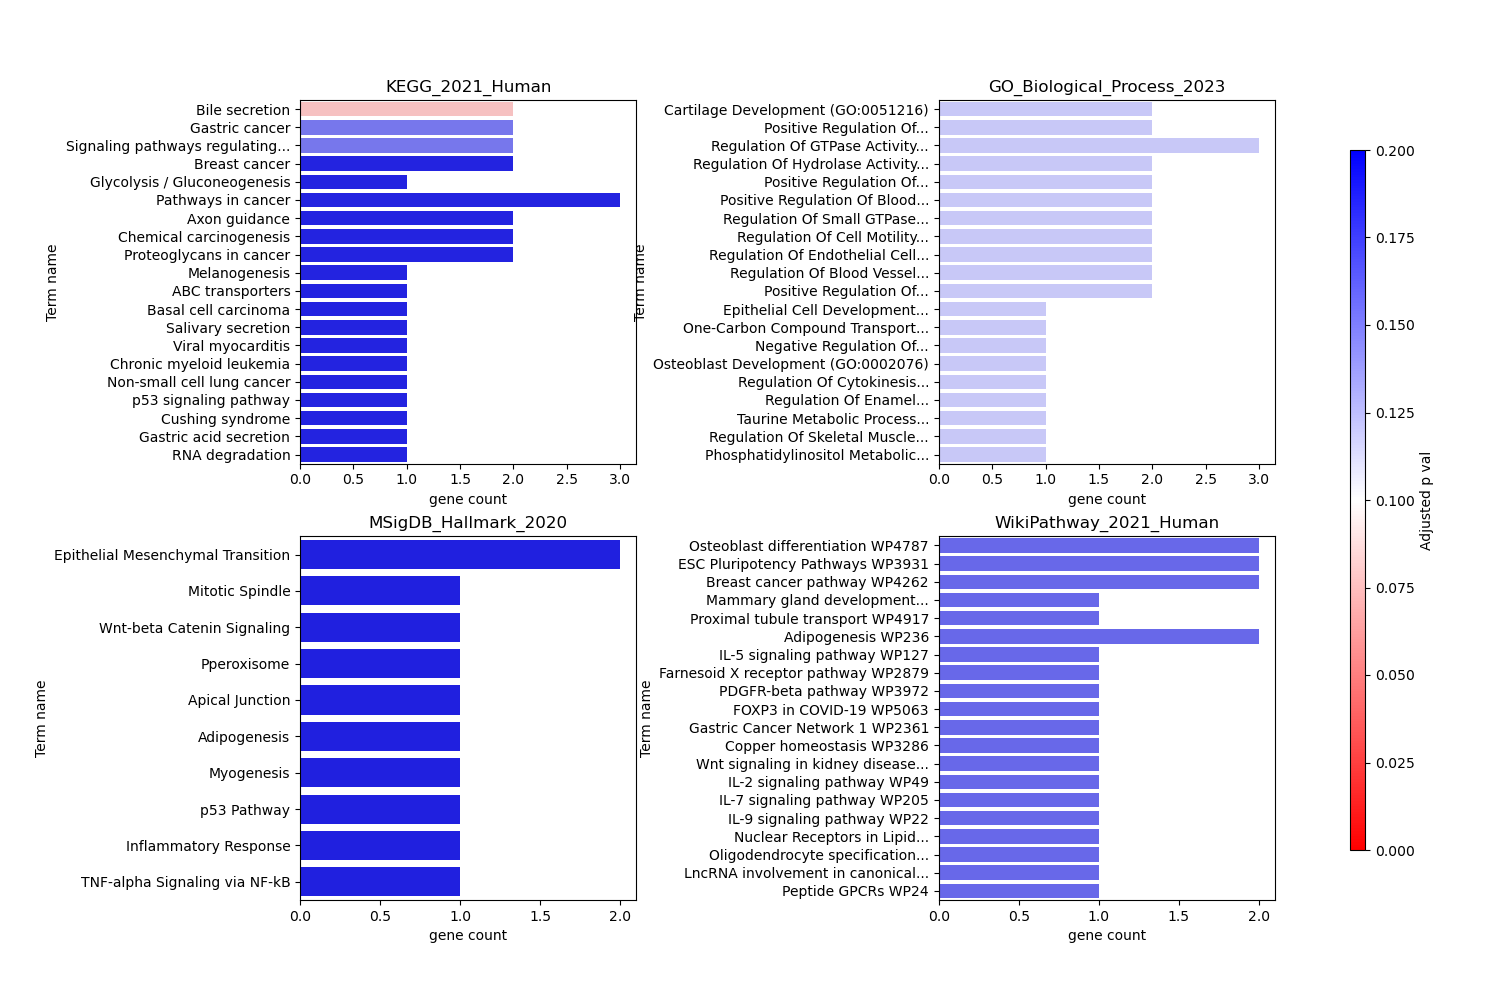 KEGG_2021_Human
Term name
Bile secretion
Gastric cancer
Signaling pathways regulating...
Breast cancer
Glycolysis / Gluconeogenesis
Pathways in cancer
Axon guidance
Chemical carcinogenesis
Proteoglycans in cancer
Melanogenesis
ABC transporters
Basal cell carcinoma
Salivary secretion
Viral myocarditis
Chronic myeloid leukemia
Non-small cell lung cancer
p53 signaling pathway
Cushing syndrome
Gastric acid secretion
RNA degradation
0.0 0.5 1.0 1.5 2.0 2.5 3.0
gene count
GO_Biological_Process_2023
Term name
Cartilage Development (GO:0051216)
Positive Regulation Of...
Regulation Of GTPase Activity...
Regulation Of Hydrolase Activity...
Positive Regulation Of...
Positive Regulation Of Blood...
Regulation Of Small GTPase...
Regulation Of Cell Motility...
Regulation Of Endothelial Cell...
Regulation Of Blood Vessel...
Positive Regulation Of...
Epithelial Cell Development...
One-Carbon Compound Transport...
Negative Regulation Of...
Osteoblast Development (GO:0002076)
Regulation Of Cytokinesis...
Regulation Of Enamel...
Taurine Metabolic Process...
Regulation Of Skeletal Muscle...
Phosphatidylinositol Metabolic...
0.0 0.5 1.0 1.5 2.0 2.5 3.0
gene count
MSigDB_Hallmark_2020
Term name
Epithelial Mesenchymal Transition
Mitotic Spindle
Wnt-beta Catenin Signaling
Pperoxisome
Apical Junction
Adipogenesis
Myogenesis
p53 Pathway
Inflammatory Response
TNF-alpha Signaling via NF-kB
0.0 0.5 1.0 1.5 2.0
gene count
WikiPathway_2021_Human
Term name
Osteoblast differentiation WP4787
ESC Pluripotency Pathways WP3931
Breast cancer pathway WP4262
Mammary gland development...
Proximal tubule transport WP4917
Adipogenesis WP236
IL-5 signaling pathway WP127
Farnesoid X receptor pathway WP2879
PDGFR-beta pathway WP3972
FOXP3 in COVID-19 WP5063
Gastric Cancer Network 1 WP2361
Copper homeostasis WP3286
Wnt signaling in kidney disease...
IL-2 signaling pathway WP49
IL-7 signaling pathway WP205
IL-9 signaling pathway WP22
Nuclear Receptors in Lipid...
Oligodendrocyte specification...
LncRNA involvement in canonical...
Peptide GPCRs WP24
0.0 0.5 1.0 1.5 2.0
gene count
0.200
0.175
0.150
0.125
0.100
0.075
0.050
0.025
0.000
Adjusted p val